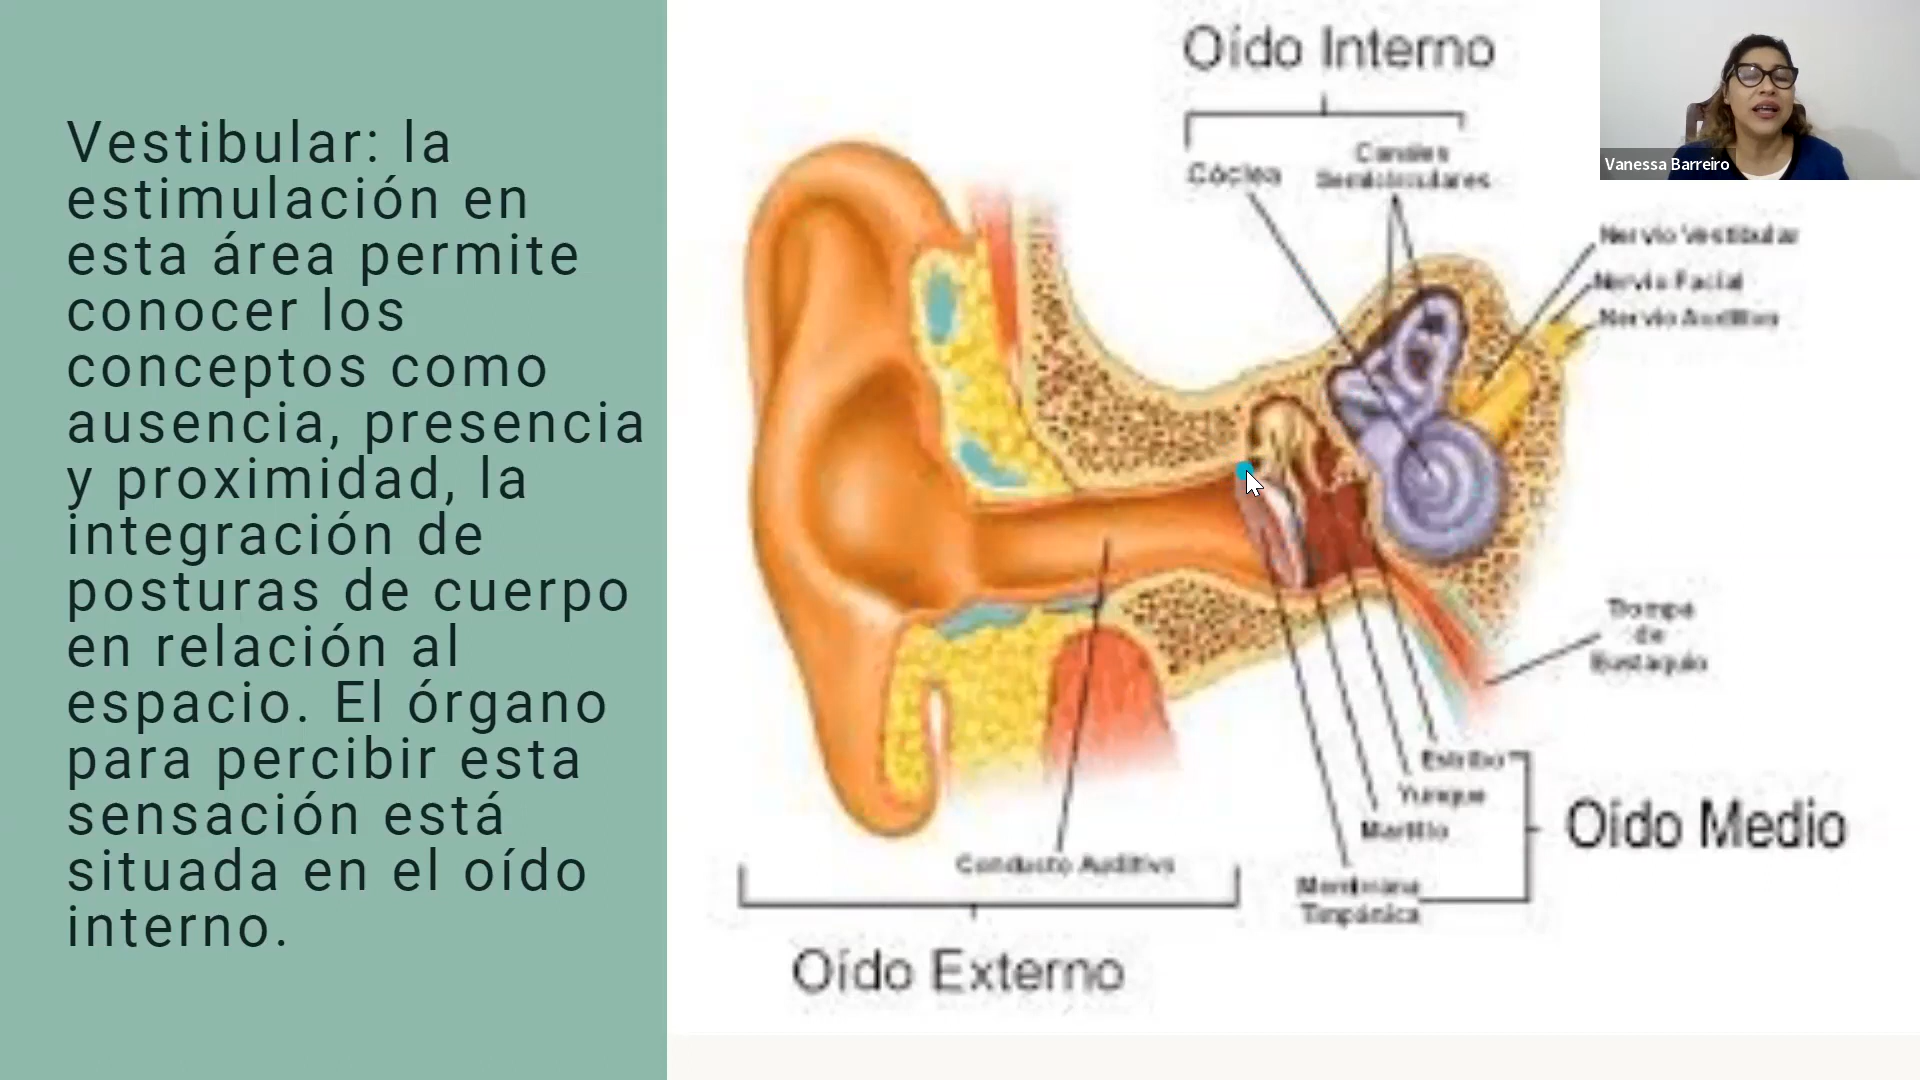 Vestibular: la
estimulación en
esta área permite
conocer los
conceptos como
ausencia, presencia
y proximidad, la
integración de
posturas de cuerpo
en relación al
espacio. El órgano
para percibir esta
sensación está
situada en el oído
interno.
Oído Interno
Cóclea
Canales
Semicirculares
Nervio Vestibular
Nervio Facial
Nervio Auditivo
Trompa
de
Eustaquio
Estribo
Yunque
Martillo
Oído Medio
Membrana
Timpánica
Conducto Auditivo
Oído Externo
Vanessa Barreiro